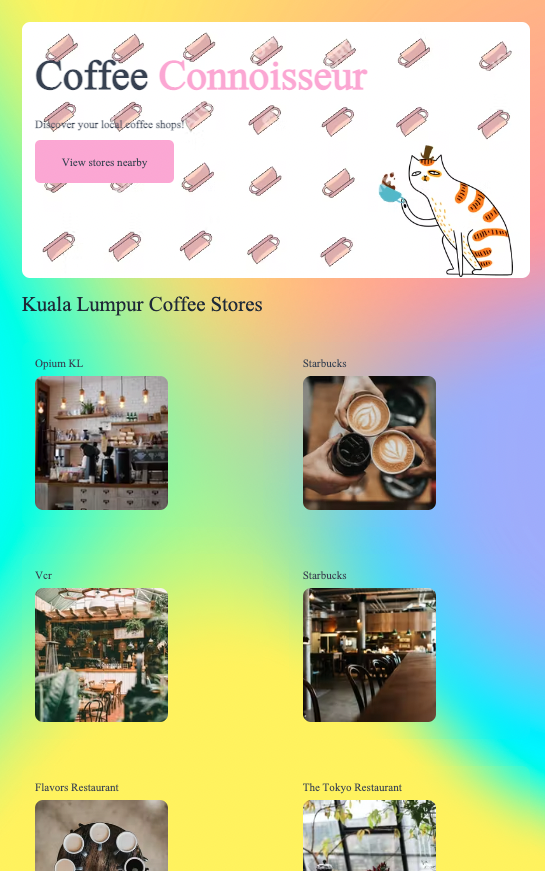 Coffee Connoisseur
Discover your local coffee shops!
View stores nearby
Kuala Lumpur Coffee Stores
Opium KL
Starbucks
Vcr
Starbucks
Flavors Restaurant
The Tokyo Restaurant